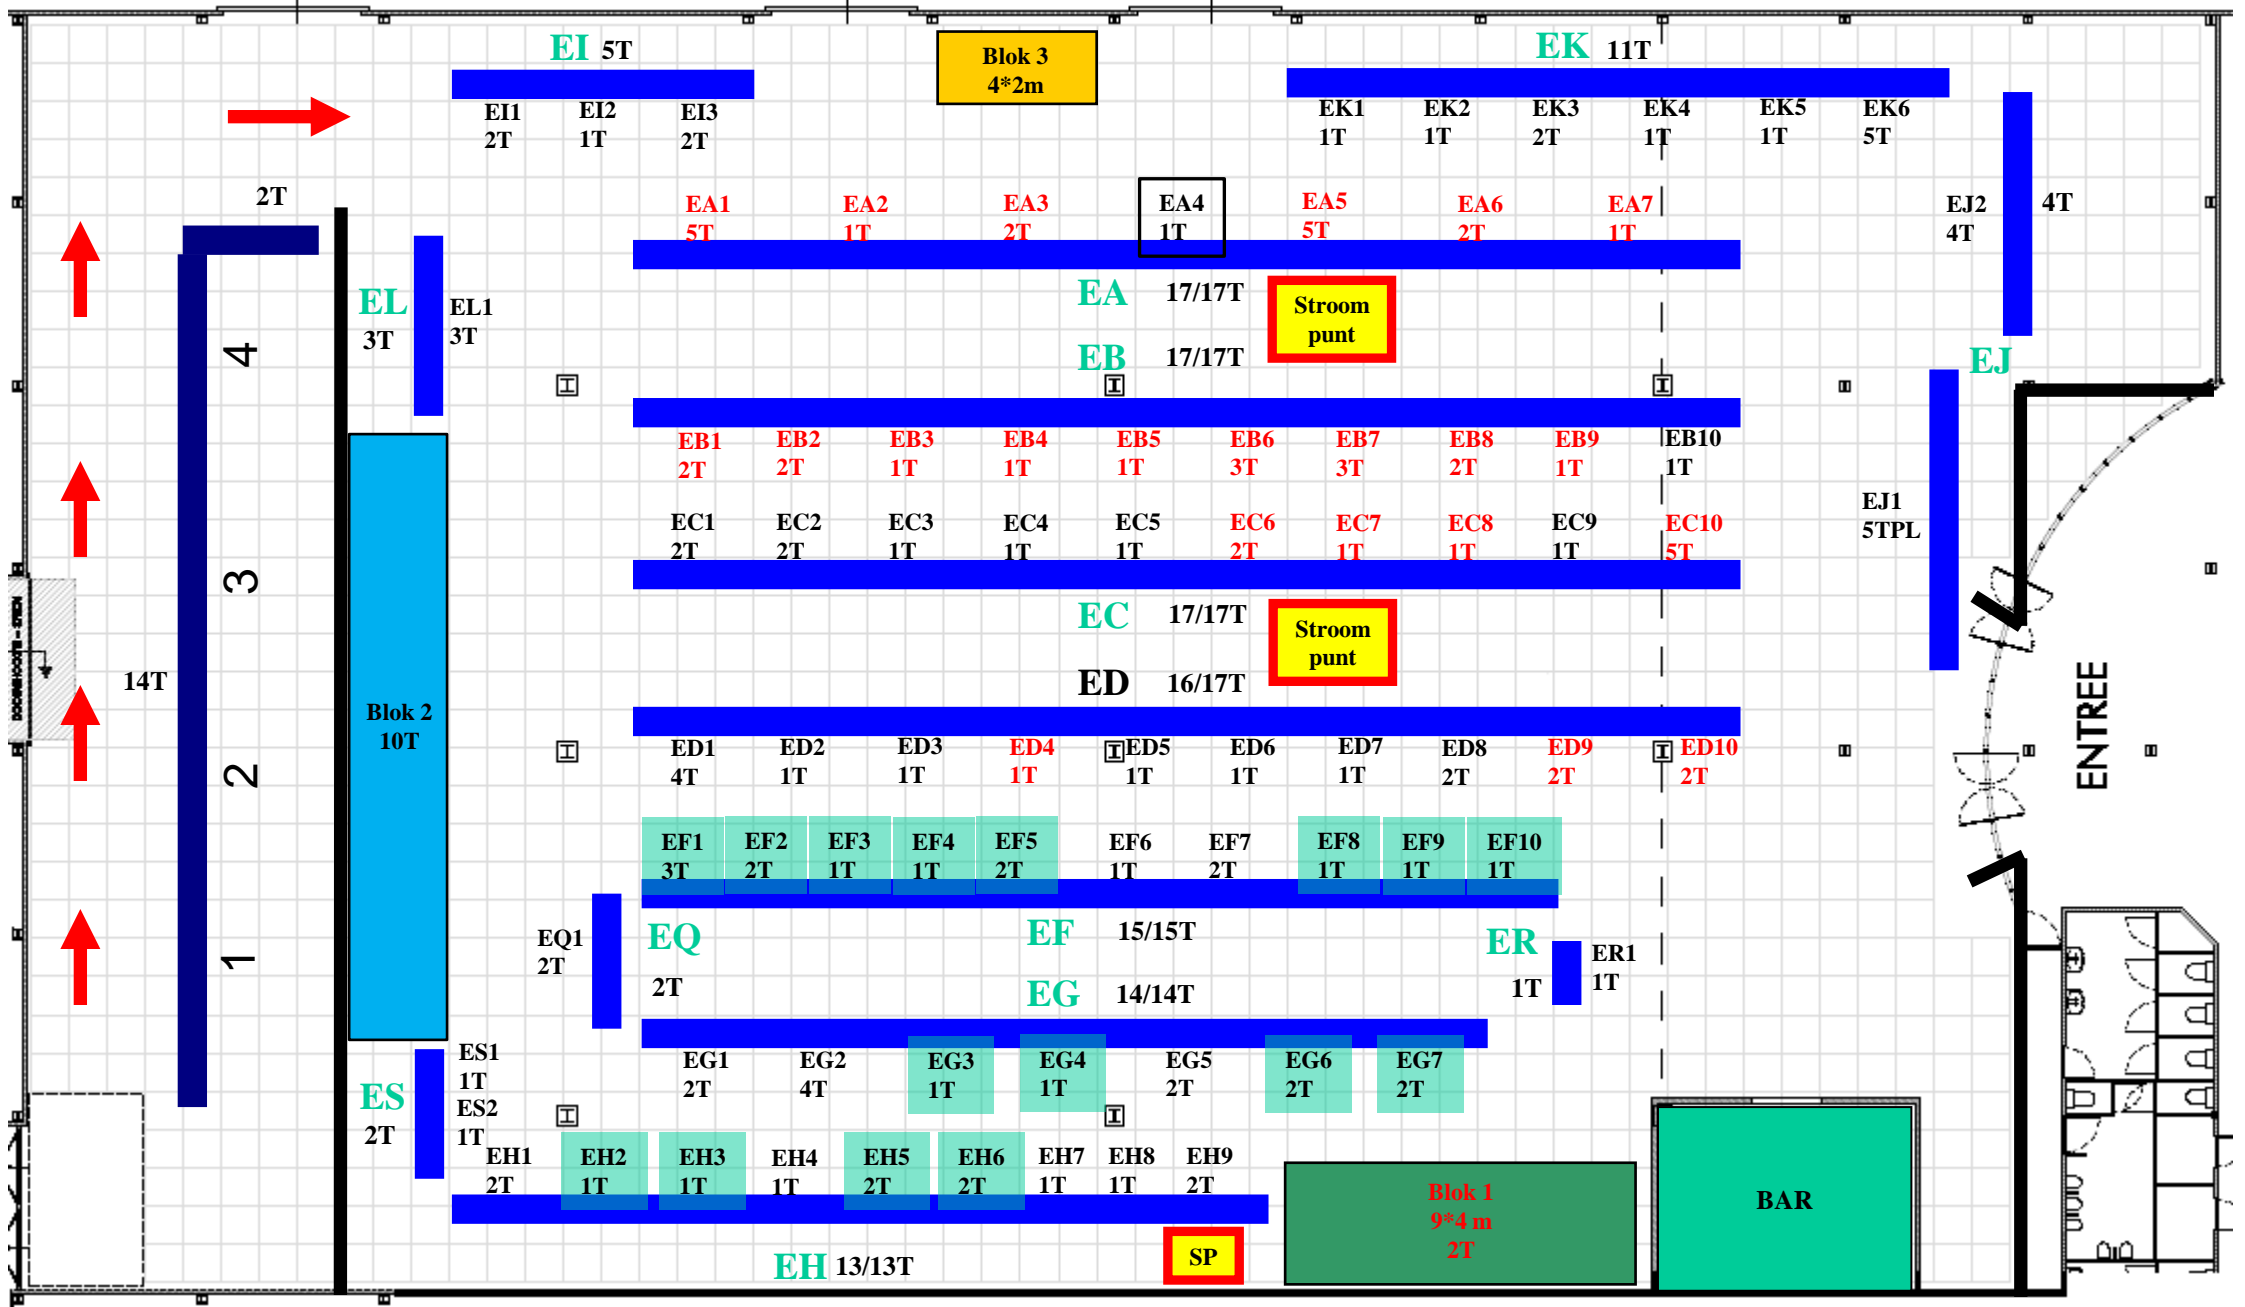 EI 5T
Blok 3
4*2m
EK 11T
EI1 EI2 EI3
2T 1T 2T
EK1 EK2 EK3 EK4 EK5 EK6
1T 1T 2T 1T 1T 5T
2T
EA1 EA2 EA3 EA4 EA5 EA6 EA7
5T 1T 2T 1T 5T 2T 1T
EJ2
4T
4T
EL
3T
EL1
3T
EA 17/17T
Stroom
punt
EB 17/17T
EJ
4
EB1 EB2 EB3 EB4 EB5 EB6 EB7 EB8 EB9 EB10
2T 2T 1T 1T 1T 3T 3T 2T 1T 1T
EC1 EC2 EC3 EC4 EC5 EC6 EC7 EC8 EC9 EC10
2T 2T 1T 1T 1T 2T 1T 1T 1T 5T
EJ1
5TPL
3
EC 17/17T
Stroom
punt
ED 16/17T
14T
Blok 2
10T
ENTREE
ED1 ED2 ED3 ED4 ED5 ED6 ED7 ED8 ED9 ED10
4T 1T 1T 1T 1T 1T 1T 2T 2T 2T
2
EF1 EF2 EF3 EF4 EF5 EF6 EF7 EF8 EF9 EF10
3T 2T 1T 1T 2T 1T 2T 1T 1T 1T
EQ1
2T
EQ
2T
EF 15/15T
ER
1T
ER1
1T
1
EG 14/14T
ES1
1T
ES2
1T
ES
2T
EG1 EG2 EG3 EG4 EG5 EG6 EG7
2T 4T 1T 1T 2T 2T 2T
EH1 EH2 EH3 EH4 EH5 EH6 EH7 EH8 EH9
2T 1T 1T 1T 2T 2T 1T 1T 2T
Blok 1
9*4 m
2T
BAR
SP
EH 13/13T